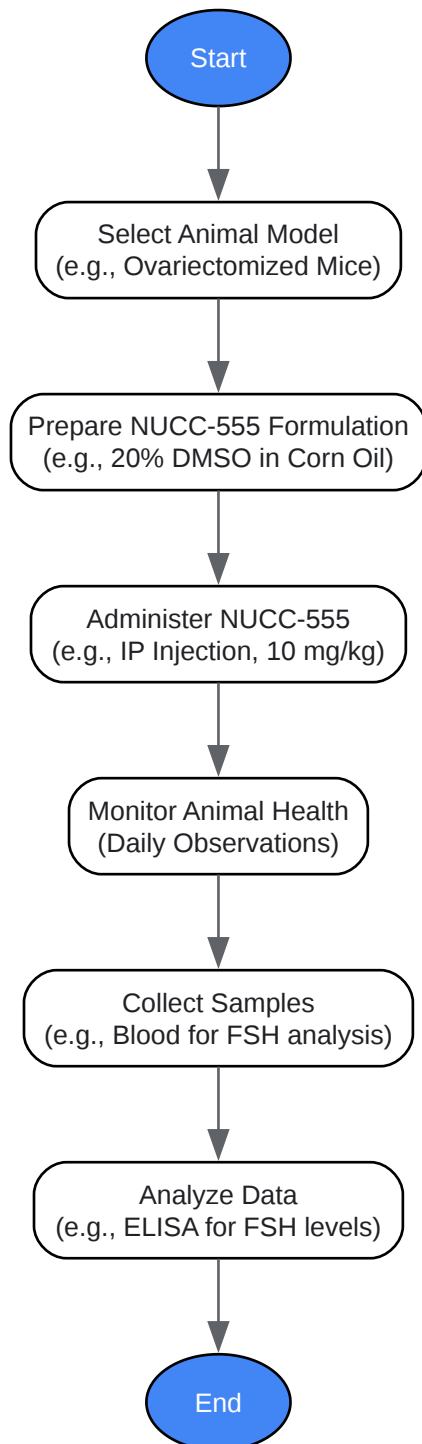 Start
Select Animal Model
(e.g., Ovariectomized Mice)
Prepare NUCC-555 Formulation
(e.g., 20% DMSO in Corn Oil)
Administer NUCC-555
(e.g., IP Injection, 10 mg/kg)
Monitor Animal Health
(Daily Observations)
Collect Samples
(e.g., Blood for FSH analysis)
Analyze Data
(e.g., ELISA for FSH levels)
End